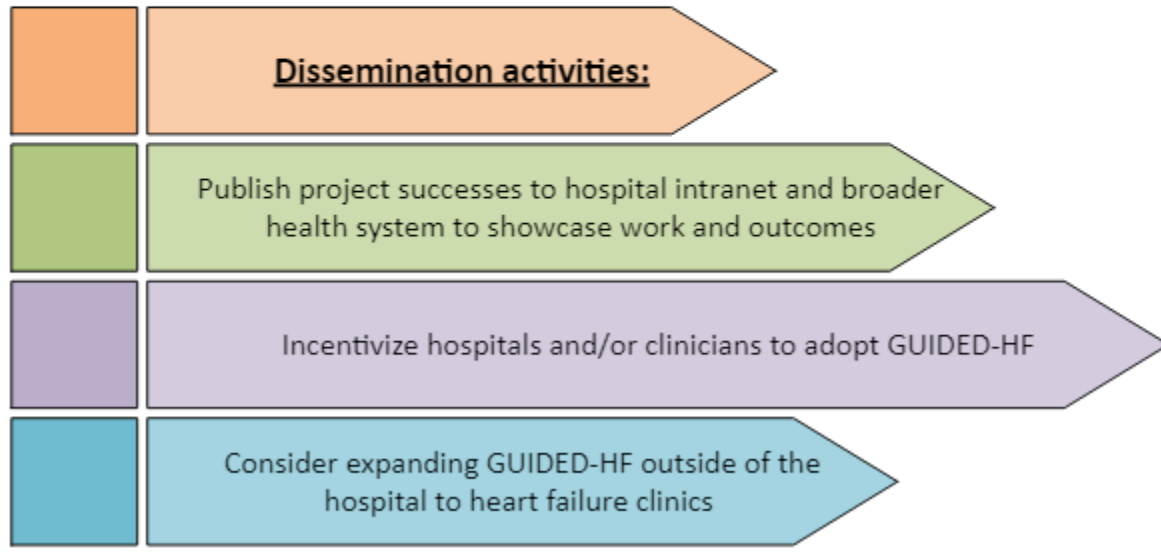 Dissemination activities:
Publish project successes to hospital intranet and broader
health system to showcase work and outcomes
Incentivize hospitals and/or clinicians to adopt GUIDED-HF
Consider expanding GUIDED-HF outside of the
hospital to heart failure clinics